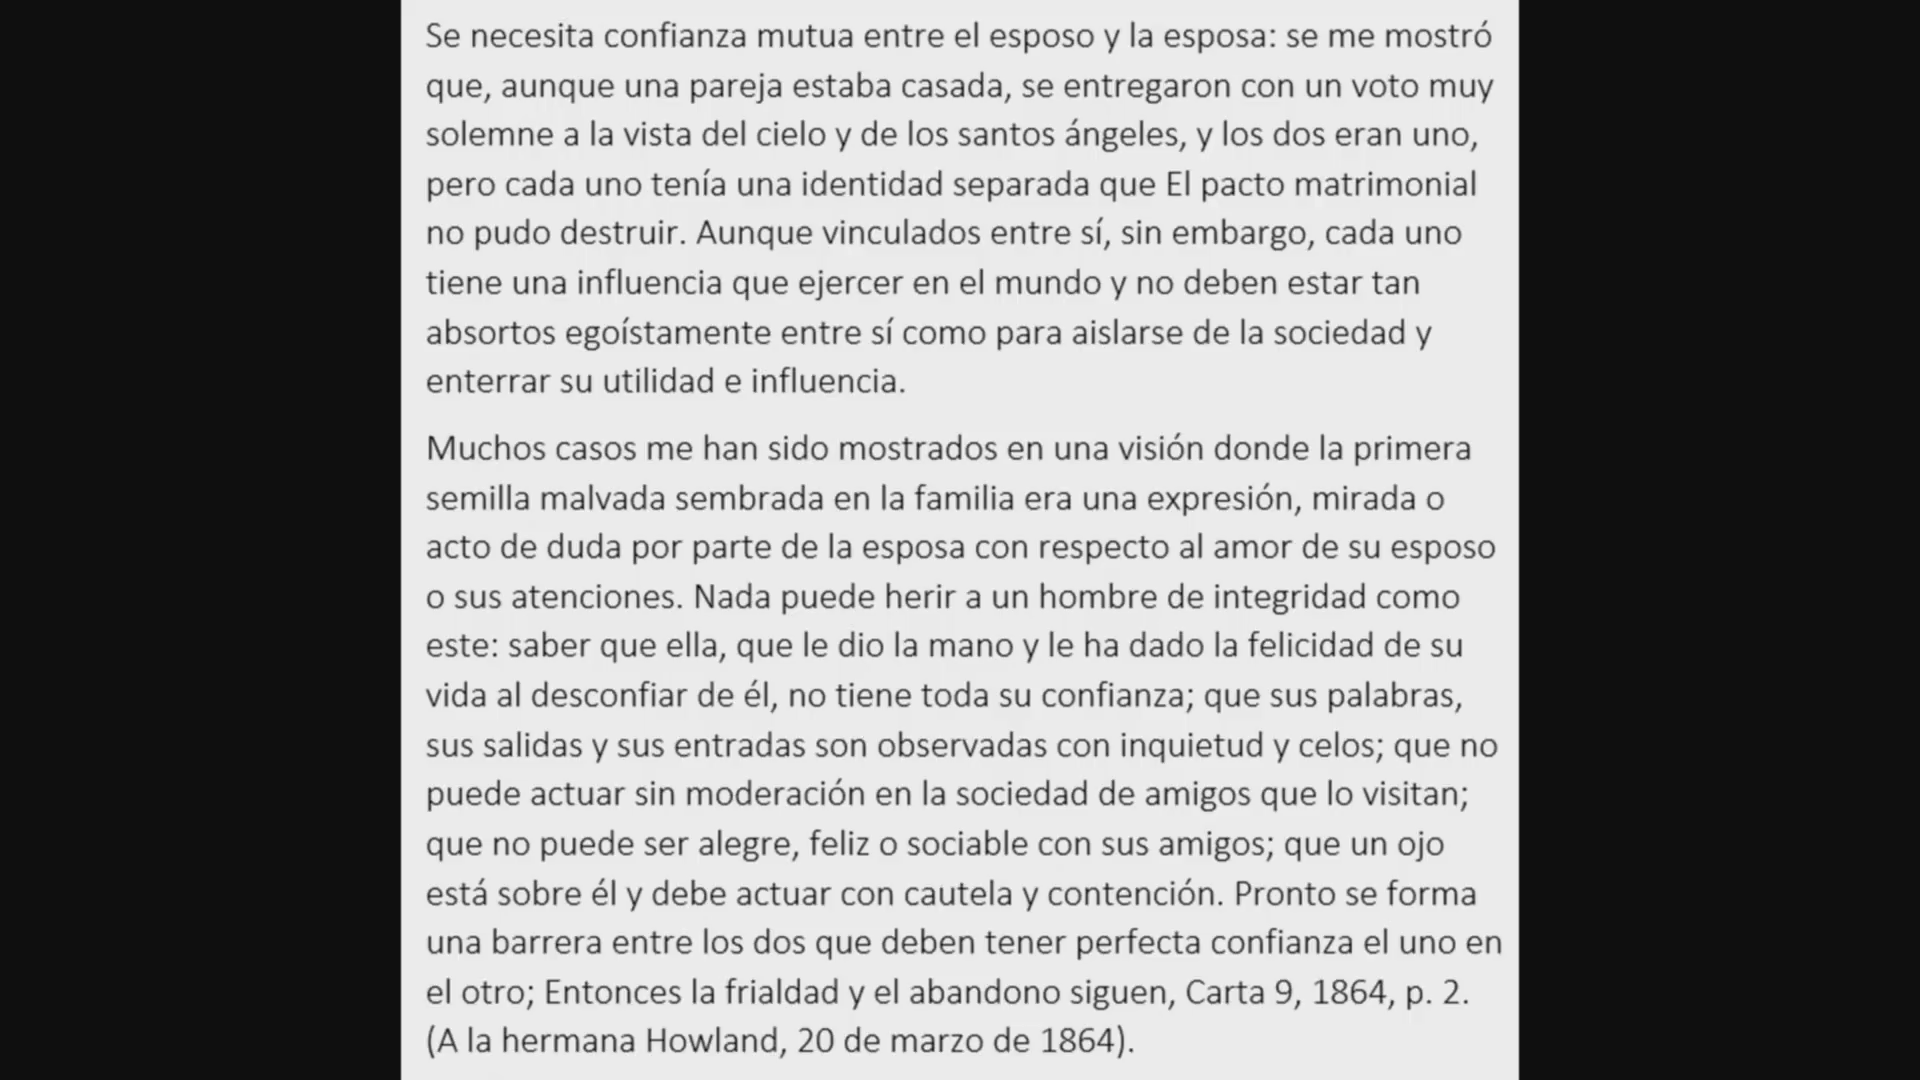 Se necesita confianza mutua entre el esposo y la esposa: se me mostró
que, aunque una pareja estaba casada, se entregaron con un voto muy
solemne a la vista del cielo y de los santos ángeles, y los dos eran uno,
pero cada uno tenía una identidad separada que El pacto matrimonial
no pudo destruir. Aunque vinculados entre sí, sin embargo, cada uno
tiene una influencia que ejercer en el mundo y no deben estar tan
absortos egoístamente entre sí como para aislarse de la sociedad y
enterrar su utilidad e influencia.
Muchos casos me han sido mostrados en una visión donde la primera
semilla malvada sembrada en la familia era una expresión, mirada o
acto de duda por parte de la esposa con respecto al amor de su esposo
o sus atenciones. Nada puede herir a un hombre de integridad como
este: saber que ella, que le dio la mano y le ha dado la felicidad de su
vida al desconfiar de él, no tiene toda su confianza; que sus palabras,
sus salidas y sus entradas son observadas con inquietud y celos; que no
puede actuar sin moderación en la sociedad de amigos que lo visitan;
que no puede ser alegre, feliz o sociable con sus amigos; que un ojo
está sobre él y debe actuar con cautela y contención. Pronto se forma
una barrera entre los dos que deben tener perfecta confianza el uno en
el otro; Entonces la frialdad y el abandono siguen, Carta 9, 1864, p. 2.
(A la hermana Howland, 20 de marzo de 1864).